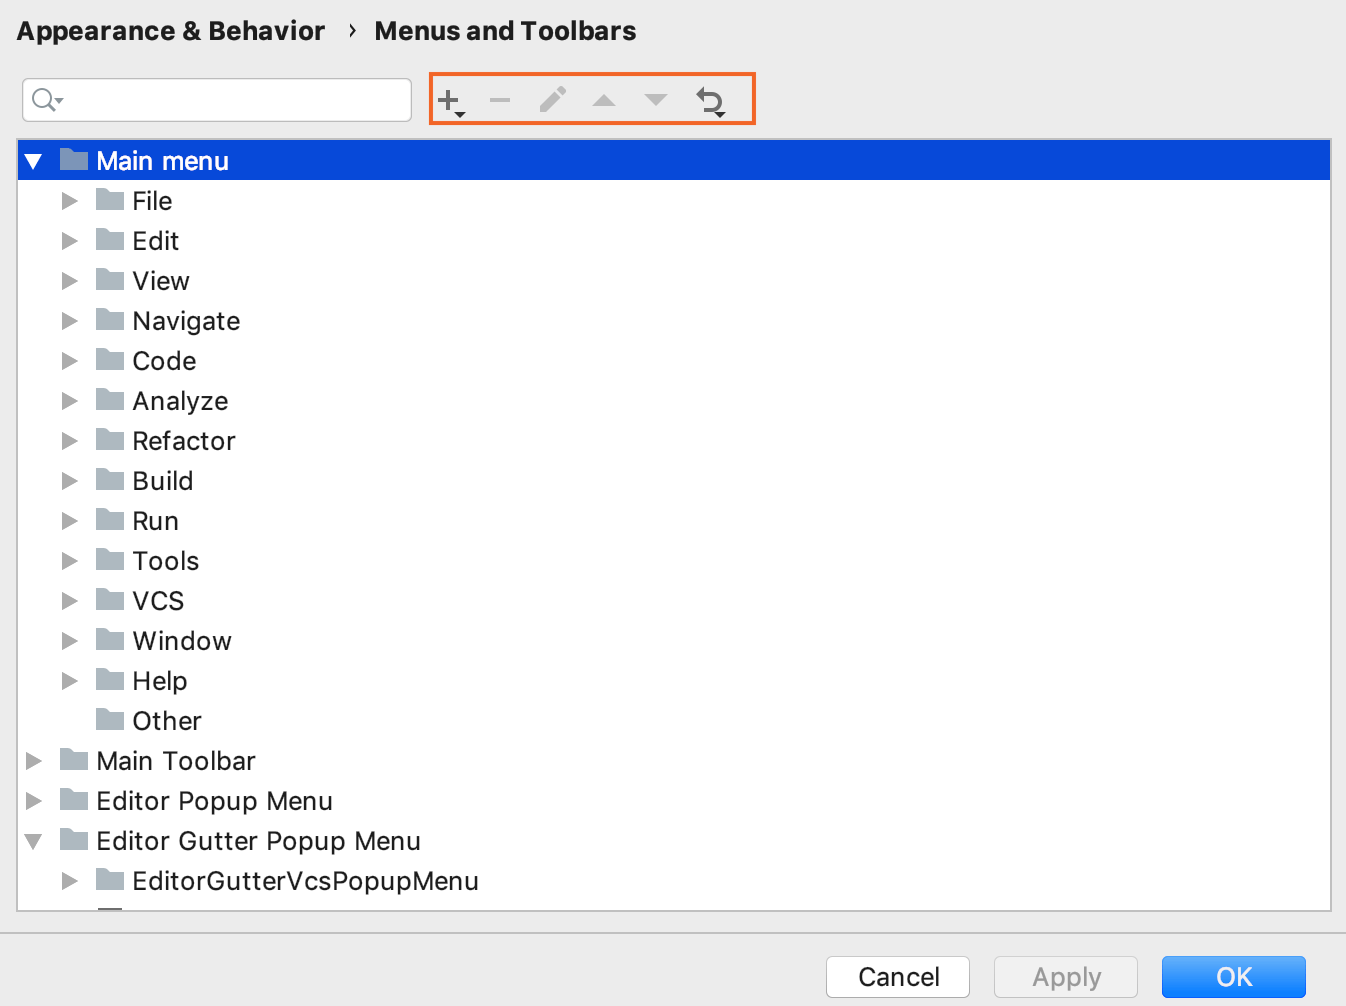 Appearance & Behavior › Menus and Toolbars
Main menu
File
Edit
View
Navigate
Code
Analyze
Refactor
Build
Run
Tools
VCS
Window
Help
Other
Main Toolbar
Editor Popup Menu
Editor Gutter Popup Menu
EditorGutterVcsPopupMenu
Cancel Apply OK